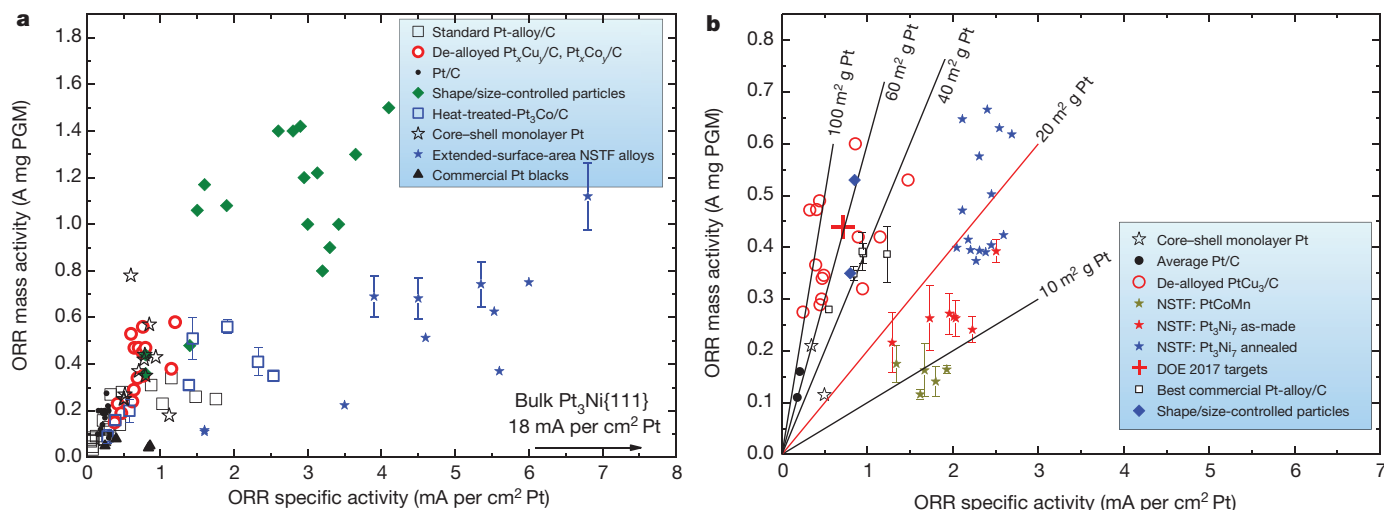 a
ORR mass activity (A mg PGM)
1.8
1.6
1.4
1.2
1.0
0.8
0.6
0.4
0.2
0.0
Standard Pt-alloy/C
De-alloyed PtxCuy/C, PtxCoy/C
Pt/C
Shape/size-controlled particles
Heat-treated-Pt3Co/C
Core–shell monolayer Pt
Extended-surface-area NSTF alloys
Commercial Pt blacks
Bulk Pt3Ni{111}
18 mA per cm2 Pt
0 1 2 3 4 5 6 7 8
ORR specific activity (mA per cm2 Pt)
b
ORR mass activity (A mg PGM)
0.8
0.7
0.6
0.5
0.4
0.3
0.2
0.1
0.0
100 m2 g Pt
60 m2 g Pt
40 m2 g Pt
20 m2 g Pt
10 m2 g Pt
Core–shell monolayer Pt
Average Pt/C
De-alloyed PtCu3/C
NSTF: PtCoMn
NSTF: Pt3Ni7 as-made
NSTF: Pt3Ni7 annealed
DOE 2017 targets
Best commercial Pt-alloy/C
Shape/size-controlled particles
0 1 2 3 4 5 6 7
ORR specific activity (mA per cm2 Pt)